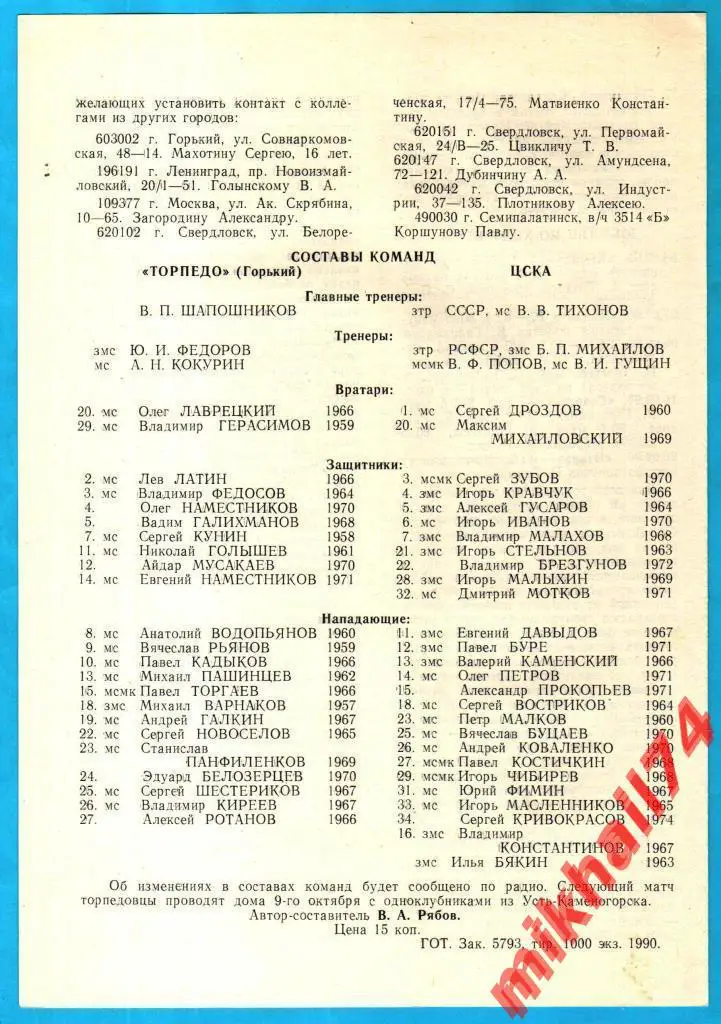 желающих установить контакт с колле-
гами из других городов:
603002 г. Горький, ул. Совнаркомов-
ская, 48—14. Махотину Сергею, 16 лет.
196191 г. Ленинград, пр. Новоизмай-
ловский, 20/1—51. Голынскому В. А.
109377 г. Москва, ул. Ак. Скрябина,
10—65. Загородину Александру.
620102 г. Свердловск, ул. Белоре-
ченская, 17/4—75. Матвиенко Констан-
тину.
620151 г. Свердловск, ул. Первомай-
ская, 24/В—25. Цвикличу Т. В.
620147 г. Свердловск, ул. Амундсена,
72—121. Дубинчину А. А.
620042 г. Свердловск, ул. Индуст-
рии, 37—135. Плотникову Алексею.
490030 г. Семипалатинск, в/ч 3514 «Б»
Коршунову Павлу.
СОСТАВЫ КОМАНД
«ТОРПЕДО» (Горький) ЦСКА
Главные тренеры:
В. П. ШАПОШНИКОВ зтр СССР, мс В. В. ТИХОНОВ
Тренеры:
змс Ю. И. ФЕДОРОВ зтр РСФСР, змс Б. П. МИХАЙЛОВ
мс А. Н. КОКУРИН мсмк В. Ф. ПОПОВ, мс В. И. ГУЩИН
Вратари:
20. мс Олег ЛАВРЕЦКИЙ 1966 1. мс Сергей ДРОЗДОВ 1960
29. мс Владимир ГЕРАСИМОВ 1959 20. мс Максим
МИХАЙЛОВСКИЙ 1969
Защитники:
2. мс Лев ЛАТИН 1966 3. мсмк Сергей ЗУБОВ 1970
3. мс Владимир ФЕДОСОВ 1964 4. змс Игорь КРАВЧУК 1966
4. Олег НАМЕСТНИКОВ 1970 5. змс Алексей ГУСАРОВ 1964
5. Вадим ГАЛИХМАНОВ 1968 6. мс Игорь ИВАНОВ 1970
7. мс Сергей КУНИН 1958 7. змс Владимир МАЛАХОВ 1968
11. мс Николай ГОЛЫШЕВ 1961 21. змс Игорь СТЕЛЬНОВ 1963
12. Айдар МУСАКАЕВ 1970 22. Владимир БРЕЗГУНОВ 1972
14. мс Евгений НАМЕСТНИКОВ 1971 28. змс Игорь МАЛЫХИН 1969
32. мс Дмитрий МОТКОВ 1971
Нападающие:
8. мс Анатолий ВОДОПЬЯНОВ 1960 11. змс Евгений ДАВЫДОВ 1967
9. мс Вячеслав РЬЯНОВ 1959 12. змс Павел БУРЕ 1971
10. мс Павел КАДЫКОВ 1966 13. змс Валерий КАМЕНСКИЙ 1966
13. мс Михаил ПАШИНЦЕВ 1962 14. мс Олег ПЕТРОВ 1971
15. мсмк Павел ТОРГАЕВ 1966 15. Александр ПРОКОПЬЕВ 1971
18. змс Михаил ВАРНАКОВ 1957 18. мс Сергей ВОСТРИКОВ 1964
19. мс Андрей ГАЛКИН 1967 23. мс Петр МАЛКОВ 1960
22. мс Сергей НОВОСЕЛОВ 1965 25. мс Вячеслав БУЦАЕВ 1970
23. мс Станислав 26. мс Андрей КОВАЛЕНКО 1970
ПАНФИЛЕНКОВ 1969 27. мсмк Павел КОСТИЧКИН 1968
24. Эдуард БЕЛОЗЕРЦЕВ 1970 29. мсмк Игорь ЧИБИРЕВ 1968
25. мс Сергей ШЕСТЕРИКОВ 1967 31. мс Юрий ФИМИН 1967
26. мс Владимир КИРЕЕВ 1967 33. мс Игорь МАСЛЕННИКОВ 1965
27. Алексей РОТАНОВ 1966 34. Сергей КРИВОКРАСОВ 1974
16. змс Владимир
КОНСТАНТИНОВ 1967
змс Илья БЯКИН 1963
Об изменениях в составах команд будет сообщено по радио. Следующий матч
торпедовцы проводят дома 9-го октября с одноклубниками из Усть-Каменогорска.
Автор-составитель В. А. Рябов.
Цена 15 коп.
ГОТ. Зак. 5793, тир. 1000 экз. 1990.
mikhail74